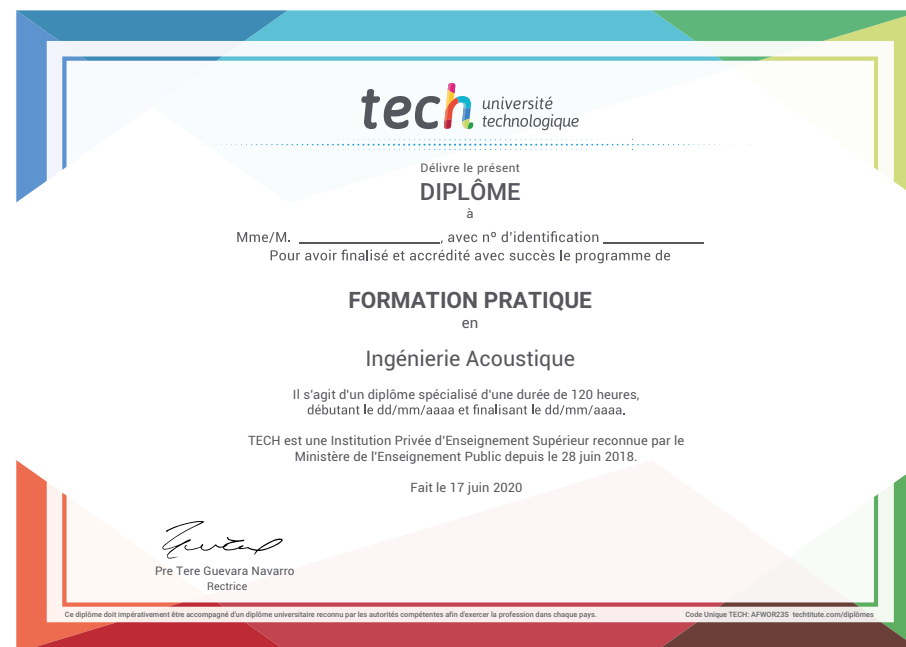 tech université
technologique
Délivre le présent
DIPLÔME
à
Mme/M. ____________________, avec nº d'identification ______________
Pour avoir finalisé et accrédité avec succès le programme de
FORMATION PRATIQUE
en
Ingénierie Acoustique
Il s'agit d'un diplôme spécialisé d'une durée de 120 heures,
débutant le dd/mm/aaaa et finalisant le dd/mm/aaaa.
TECH est une Institution Privée d'Enseignement Supérieur reconnue par le
Ministère de l'Enseignement Public depuis le 28 juin 2018.
Fait le 17 juin 2020
Pre Tere Guevara Navarro
Rectrice
Ce diplôme doit impérativement être accompagné d'un diplôme universitaire reconnu par les autorités compétentes afin d'exercer la profession dans chaque pays.
Code Unique TECH: AFWOR23S techtitute.com/diplômes